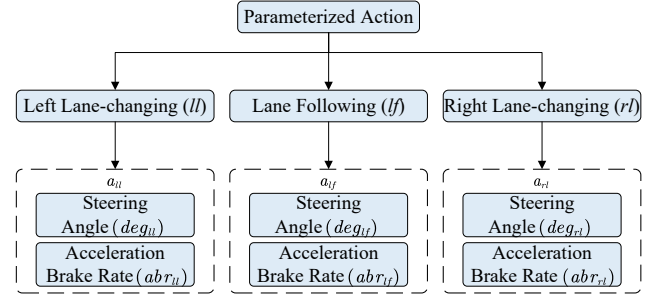 Parameterized Action
Left Lane-changing (ll)
Lane Following (lf)
Right Lane-changing (rl)
a_ll
Steering
Angle (deg_ll)
Acceleration
Brake Rate (abr_ll)
a_lf
Steering
Angle (deg_lf)
Acceleration
Brake Rate (abr_lf)
a_rl
Steering
Angle (deg_rl)
Acceleration
Brake Rate (abr_rl)